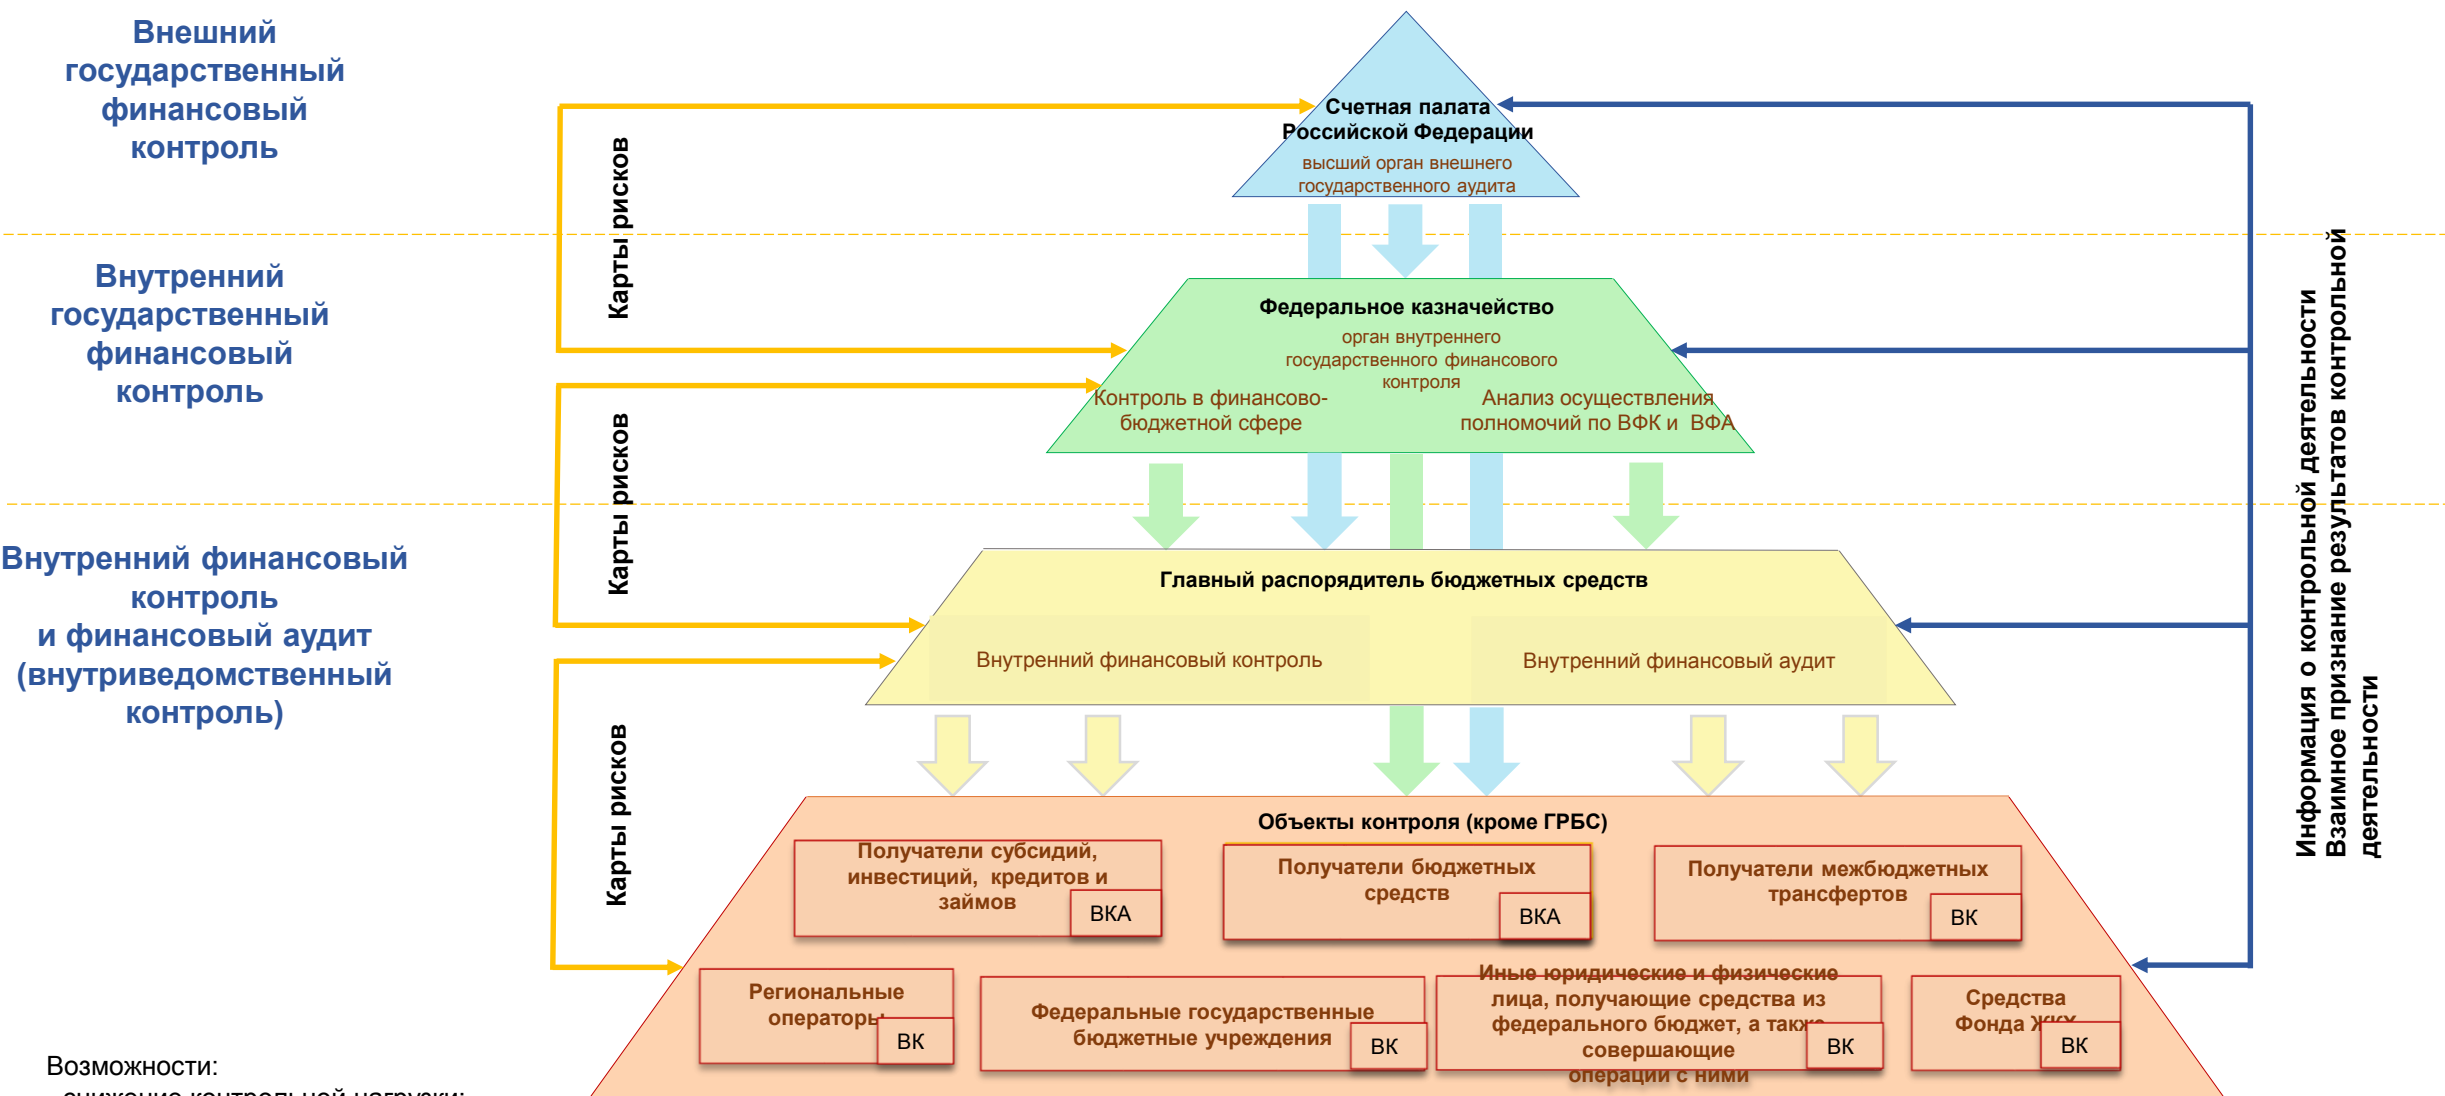 Внешний
государственный
финансовый
контроль
Внутренний
государственный
финансовый
контроль
Внутренний финансовый
контроль
и финансовый аудит
(внутриведомственный
контроль)
Карты рисков
Карты рисков
Карты рисков
Счетная палата
Российской Федерации
высший орган внешнего
государственного аудита
Федеральное казначейство
орган внутреннего
государственного финансового
контроля
Контроль в финансово-
бюджетной сфере
Анализ осуществления
полномочий по ВФК и ВФА
Главный распорядитель бюджетных средств
Внутренний финансовый контроль
Внутренний финансовый аудит
Объекты контроля (кроме ГРБС)
Получатели субсидий,
инвестиций, кредитов и
займов
ВКА
Получатели бюджетных
средств
ВКА
Получатели межбюджетных
трансфертов
ВК
Региональные
операторы
ВК
Федеральные государственные
бюджетные учреждения
ВК
Иные юридические и физические
лица, получающие средства из
федерального бюджет, а также
совершающие
операции с ними
ВК
Средства
Фонда ЖКХ
ВК
Информация о контрольной деятельности
Взаимное признание результатов контрольной
деятельности
Возможности:
- снижение контрольной нагрузки;